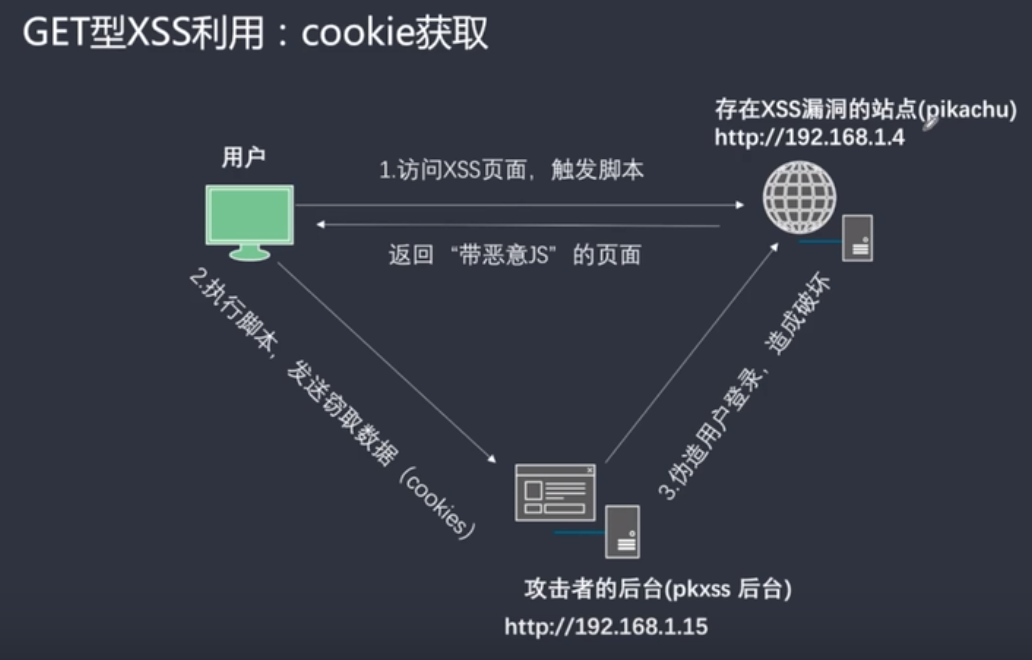 GET型XSS利用：cookie获取
存在XSS漏洞的站点(pikachu)
http://192.168.1.4
用户
1.访问XSS页面，触发脚本
返回 “带恶意JS” 的页面
2.执行脚本，发送窃取数据（cookies）
3.伪造用户登录，造成破坏
攻击者的后台(pkxss 后台)
http://192.168.1.15